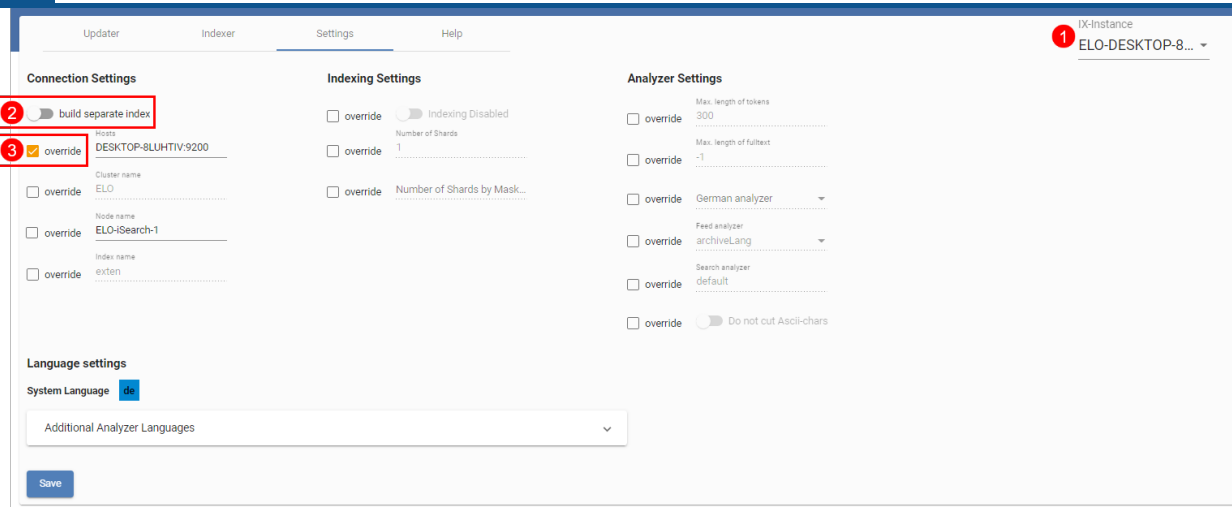 Updater
Indexer
Settings
Help
IX-Instance
1
ELO-DESKTOP-8...
Connection Settings
2
build separate index
3
override
Hosts
DESKTOP-8LUHTIV:9200
override
Cluster name
ELO
override
Node name
ELO-iSearch-1
override
Index name
exten
Indexing Settings
override
Indexing Disabled
override
Number of Shards
1
override
Number of Shards by Mask...
Analyzer Settings
override
Max. length of tokens
300
override
Max. length of fulltext
-1
override
German analyzer
override
Feed analyzer
archiveLang
override
Search analyzer
default
override
Do not cut Ascii-chars
Language settings
System Language de
Additional Analyzer Languages
Save